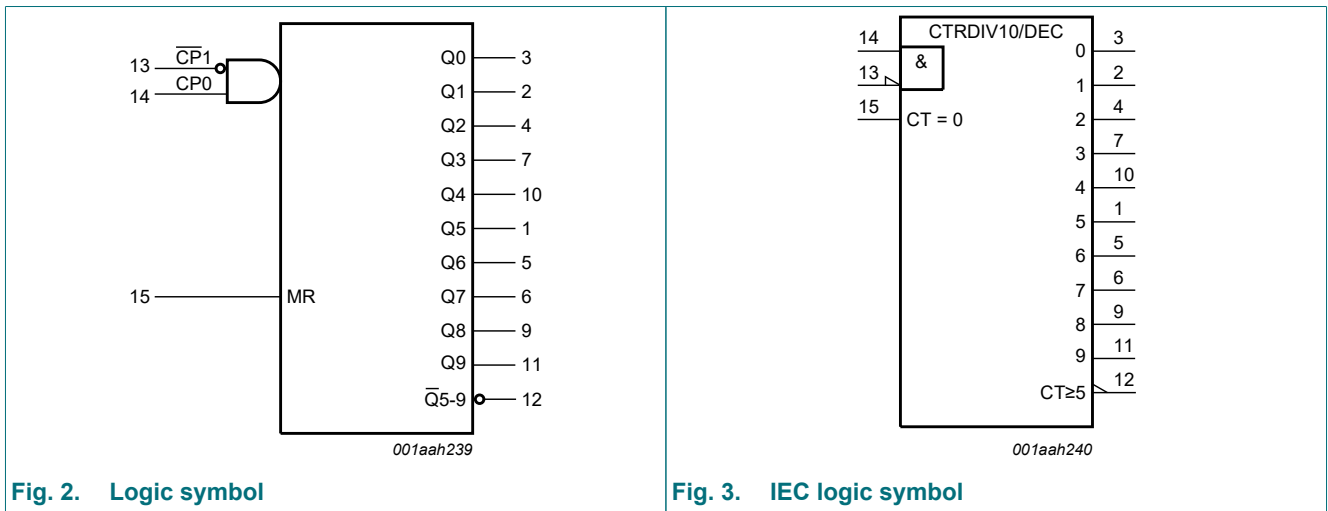 13 C̅P̅1 Q0 3
14 CP0
Q1 2
Q2 4
Q3 7
Q4 10
Q5 1
Q6 5
15 MR Q7 6
Q8 9
Q9 11
Q̅5-9 12
001aah239
Fig. 2. Logic symbol
CTRDIV10/DEC
14 & 0 3
13 1 2
15 CT = 0 2 4
3 7
4 10
5 1
6 5
7 6
8 9
9 11
CT≥5 12
001aah240
Fig. 3. IEC logic symbol